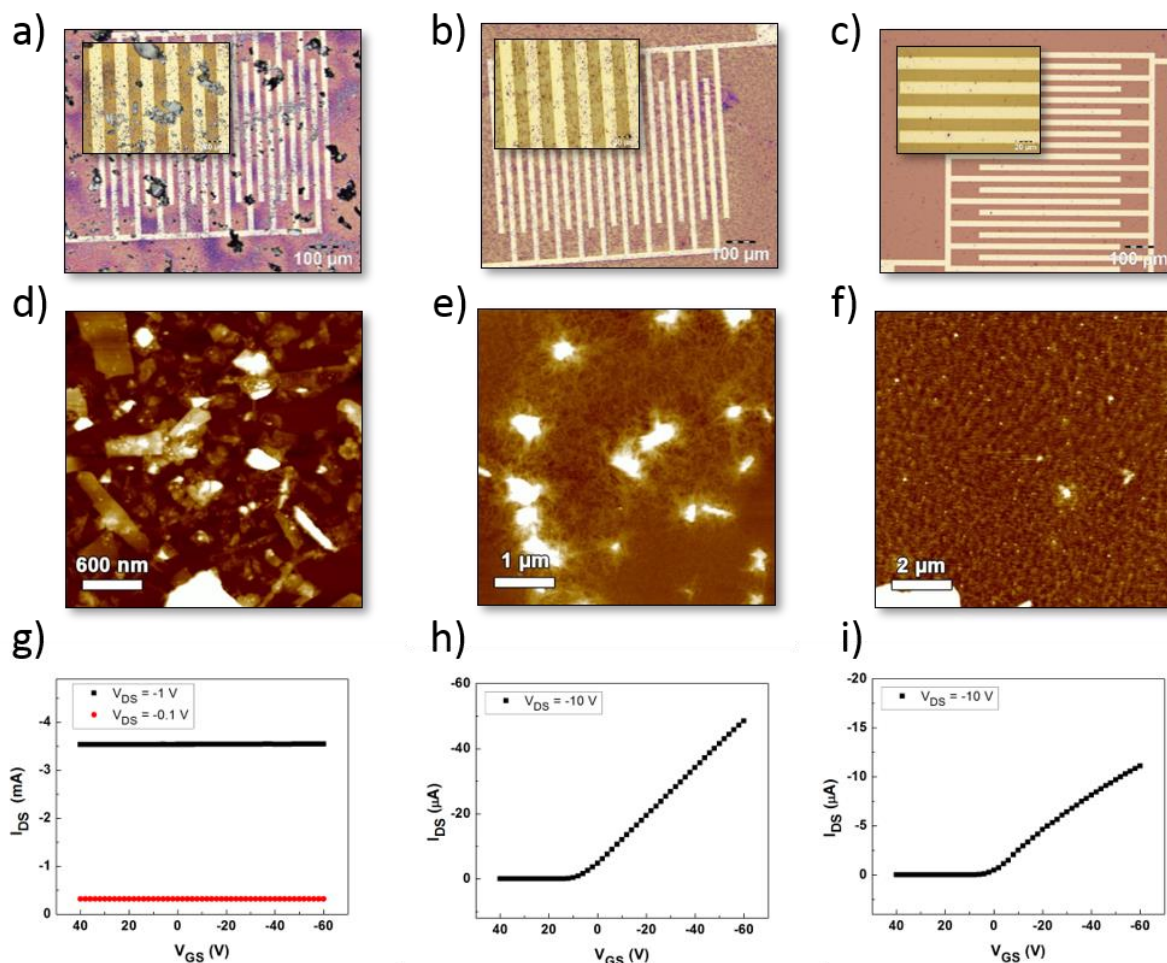 a)
b)
c)
100 µm
100 µm
100 µm
d)
e)
f)
600 nm
1 µm
2 µm
g)
h)
i)
V_DS = -1 V
V_DS = -0.1 V
-4
-3
-2
-1
0
I_DS (mA)
40 20 0 -20 -40 -60
V_GS (V)
V_DS = -10 V
-60
-40
-20
0
I_DS (µA)
40 20 0 -20 -40 -60
V_GS (V)
V_DS = -10 V
-20
-15
-10
-5
0
I_DS (µA)
40 20 0 -20 -40 -60
V_GS (V)